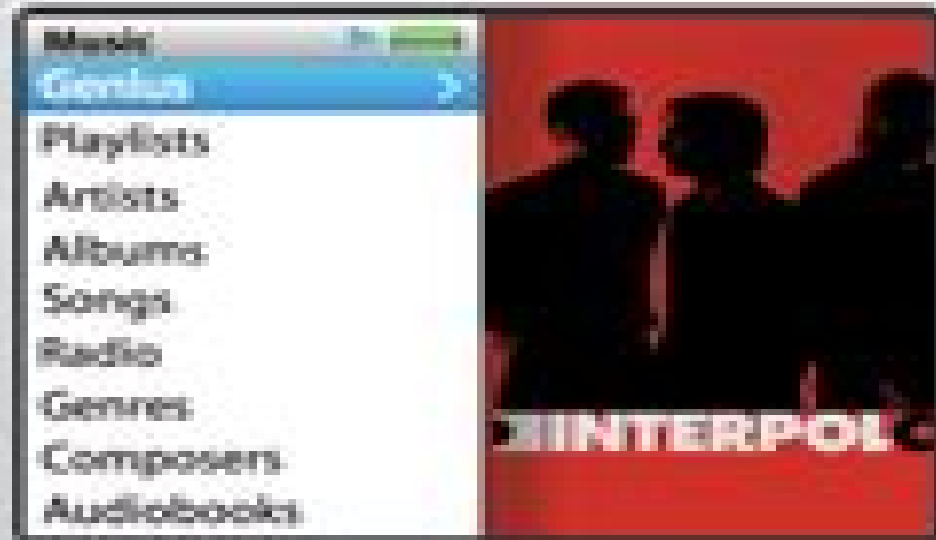 Music
Genius
Playlists
Artists
Albums
Songs
Radio
Genres
Composers
Audiobooks
INTERPOL